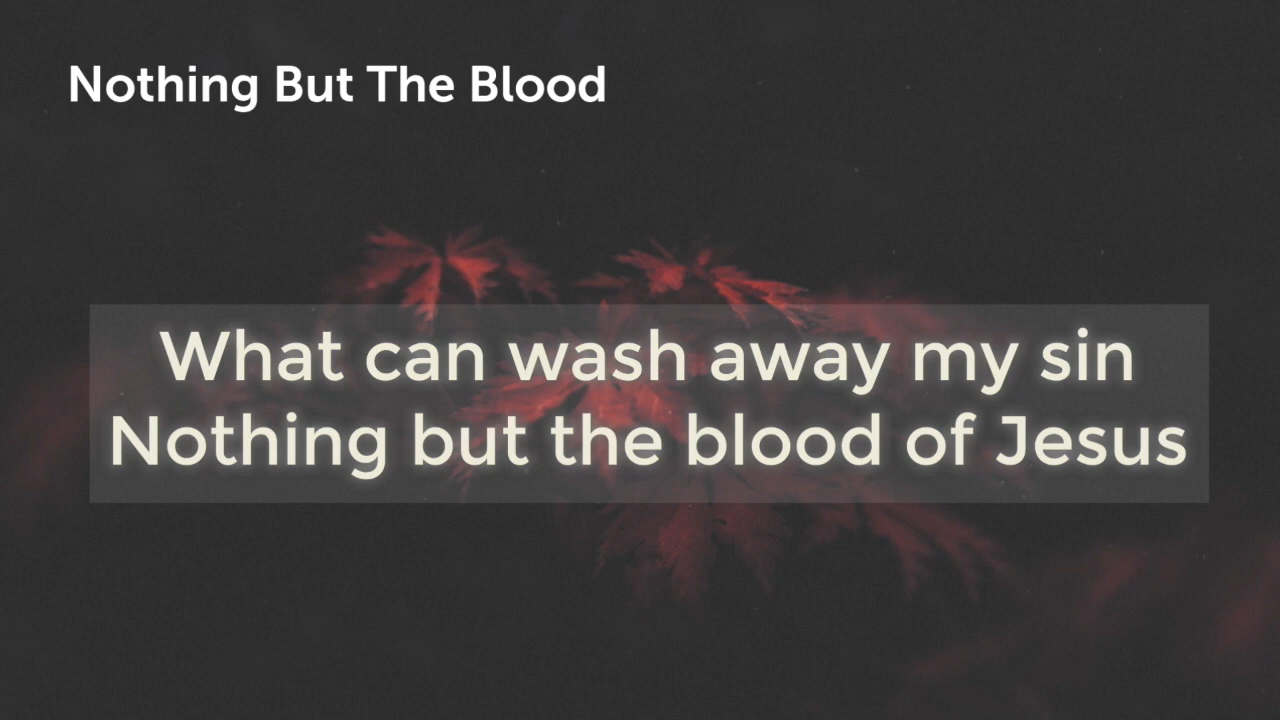 Nothing But The Blood
What can wash away my sin
Nothing but the blood of Jesus